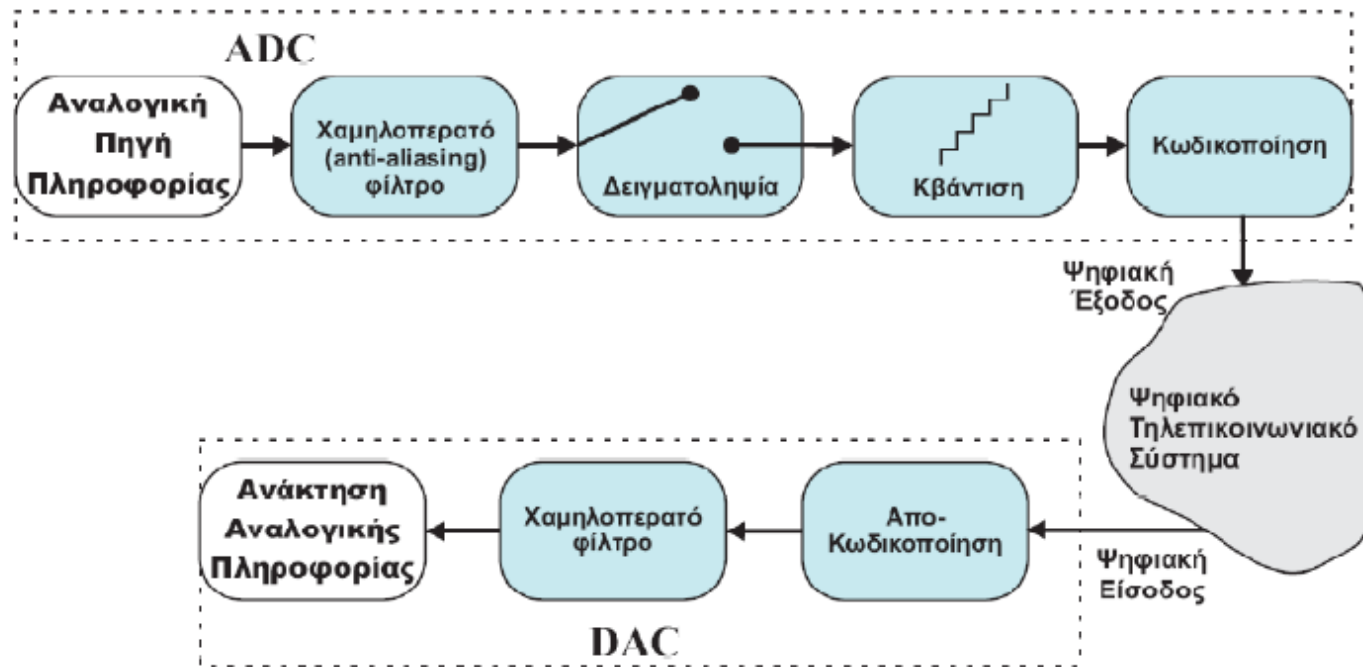 ADC
Αναλογική
Πηγή
Πληροφορίας
Χαμηλοπερατό
(anti-aliasing)
φίλτρο
Δειγματοληψία
Κβάντιση
Κωδικοποίηση
Ψηφιακή
Έξοδος
Ψηφιακό
Τηλεπικοινωνιακό
Σύστημα
Ψηφιακή
Είσοδος
Απο-
Κωδικοποίηση
Χαμηλοπερατό
φίλτρο
Ανάκτηση
Αναλογικής
Πληροφορίας
DAC